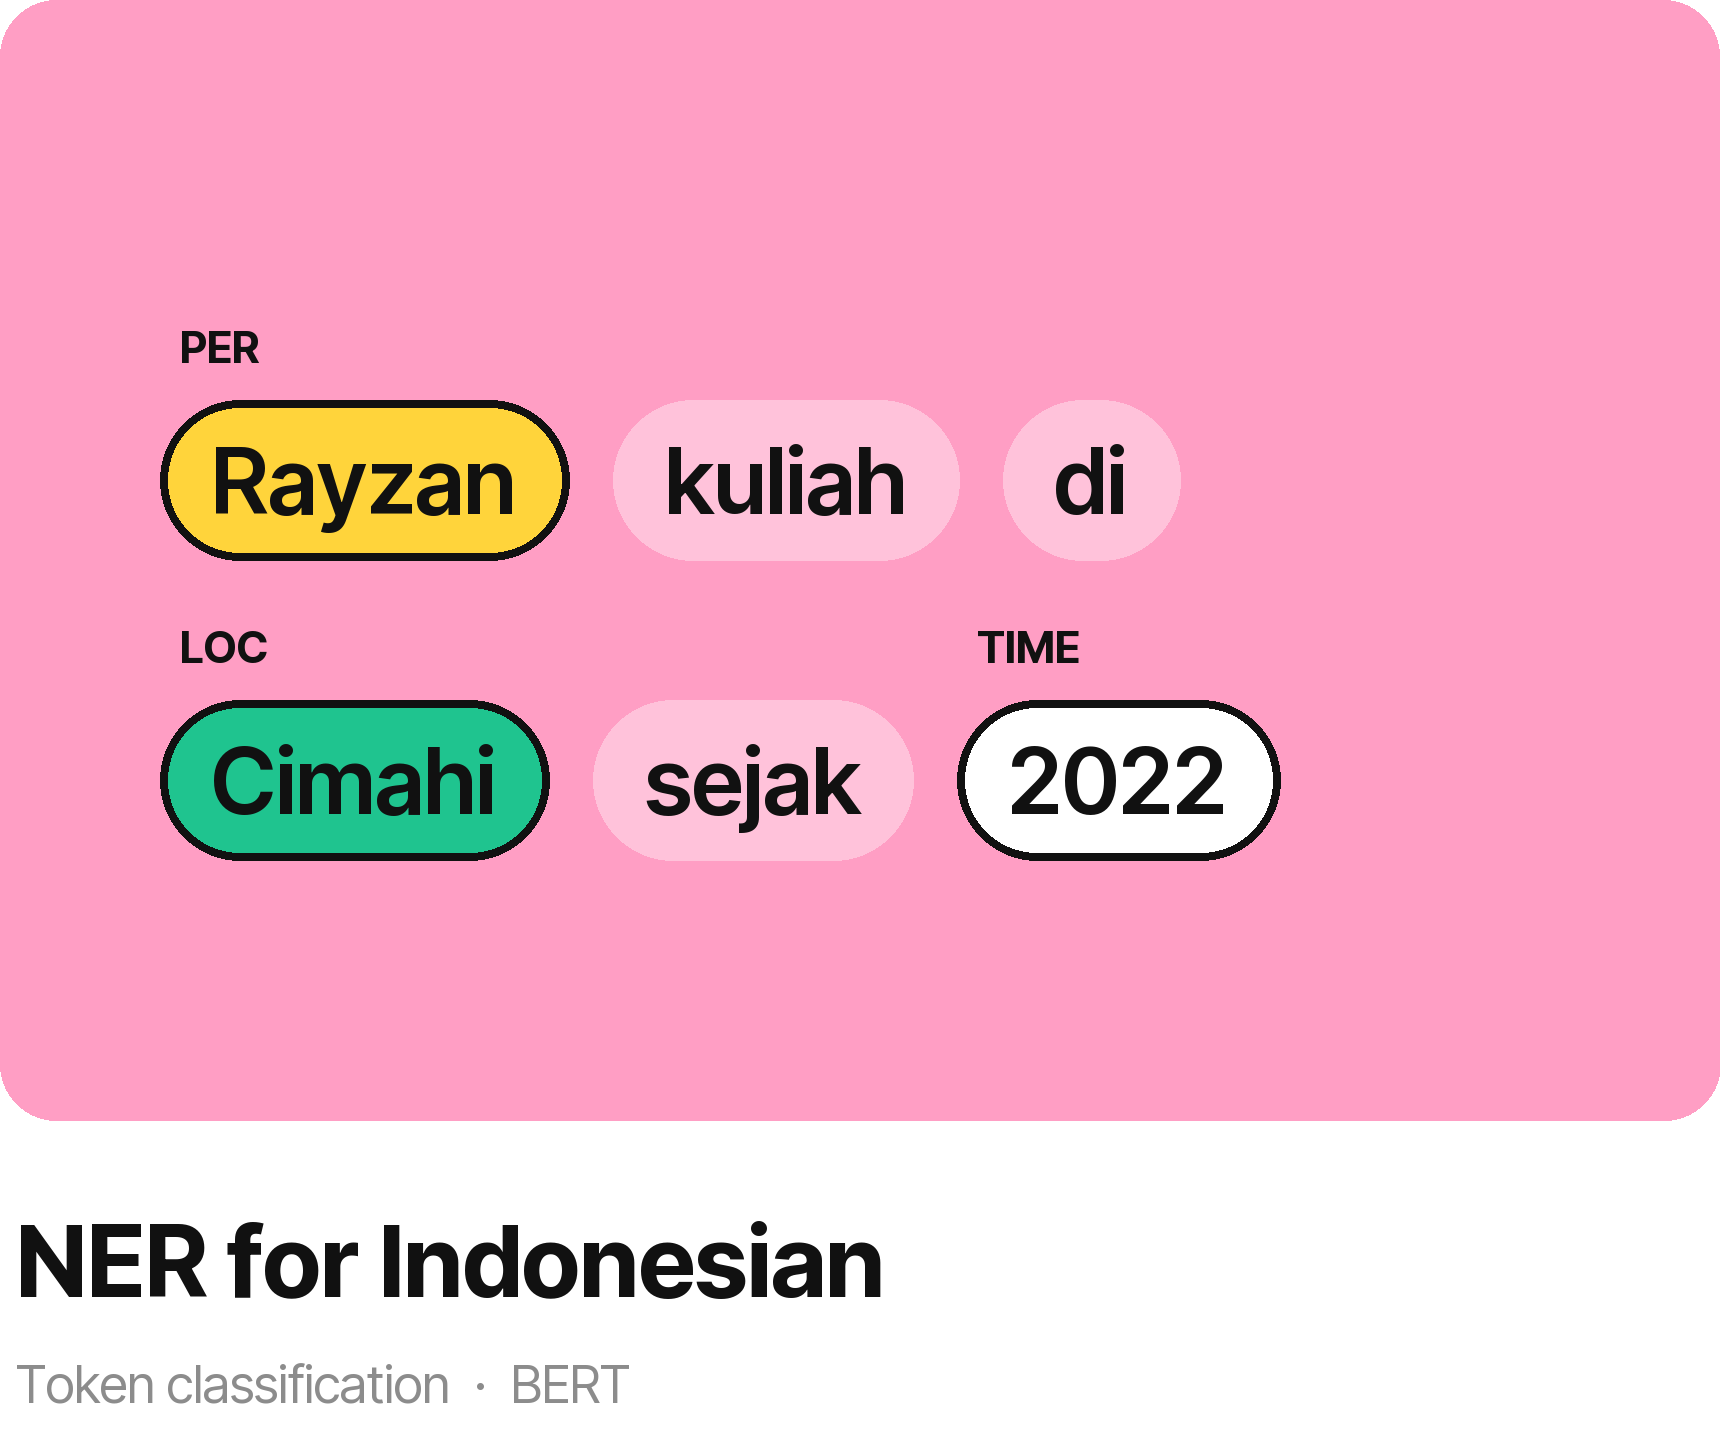 PER
Rayzan kuliah di
LOC TIME
Cimahi sejak 2022
NER for Indonesian
Token classification · BERT